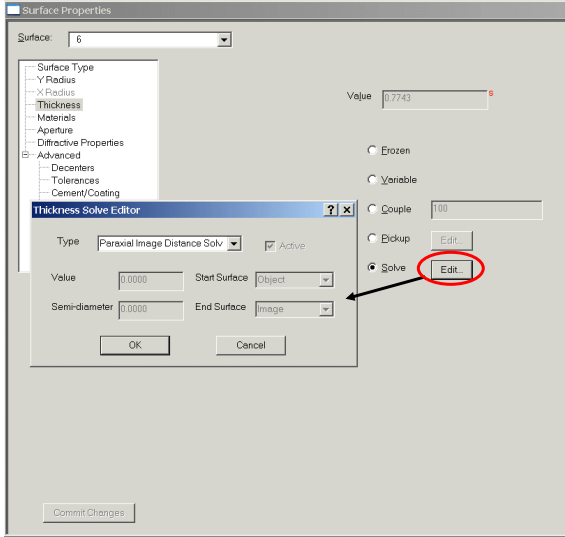 Surface Properties
Surface: 6
Surface Type
Y Radius
X Radius
Thickness
Materials
Aperture
Diffractive Properties
Advanced
Decenters
Tolerances
Cement/Coating
Value 0.7743 S
Frozen
Variable
Couple 100
Pickup Edit...
Solve Edit...
Thickness Solve Editor
Type Paraxial Image Distance Solv Active
Value 0.0000 Start Surface Object
Semi-diameter 0.0000 End Surface Image
OK Cancel
Commit Changes